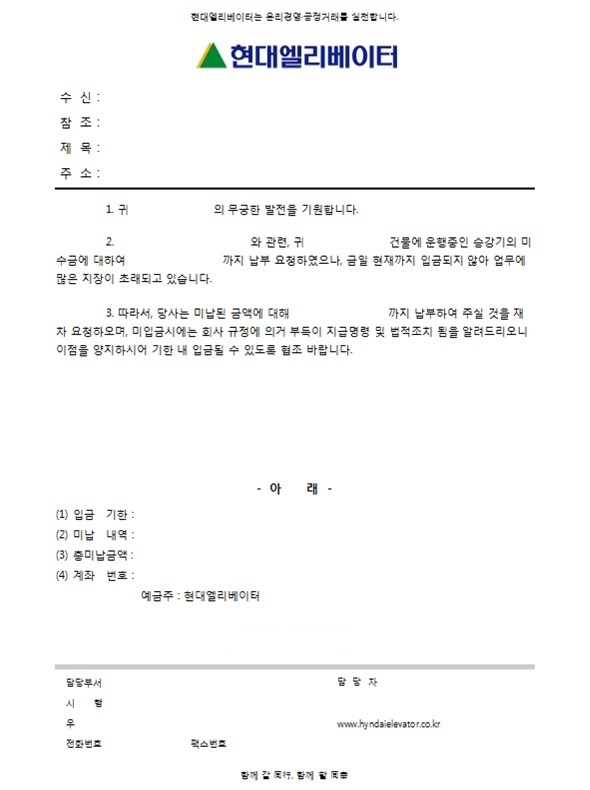 현대엘리베이터는 윤리경영·공정거래를 실천합니다.
현대엘리베이터
수 신 :
참 조 :
제 목 :
주 소 :
1. 귀 의 무궁한 발전을 기원합니다.
2. 와 관련, 귀 건물에 운행중인 승강기의 미
수금에 대하여 까지 납부 요청하였으나, 금일 현재까지 입금되지 않아 업무에
많은 지장이 초래되고 있습니다.
3. 따라서, 당사는 미납된 금액에 대해 까지 납부하여 주실 것을 재
차 요청하오며, 미입금시에는 회사 규정에 의거 부득이 지급명령 및 법적조치 됨을 알려드리오니
이점을 양지하시어 기한 내 입금될 수 있도록 협조 바랍니다.
- 아 래 -
(1) 입금 기한 :
(2) 미납 내역 :
(3) 총미납금액 :
(4) 계좌 번호 :
예금주 : 현대엘리베이터
담당부서 담 당 자
시 행
우 www.hyndaielevator.co.kr
전화번호 팩스번호
함께 갈 同行, 함께 할 同幸